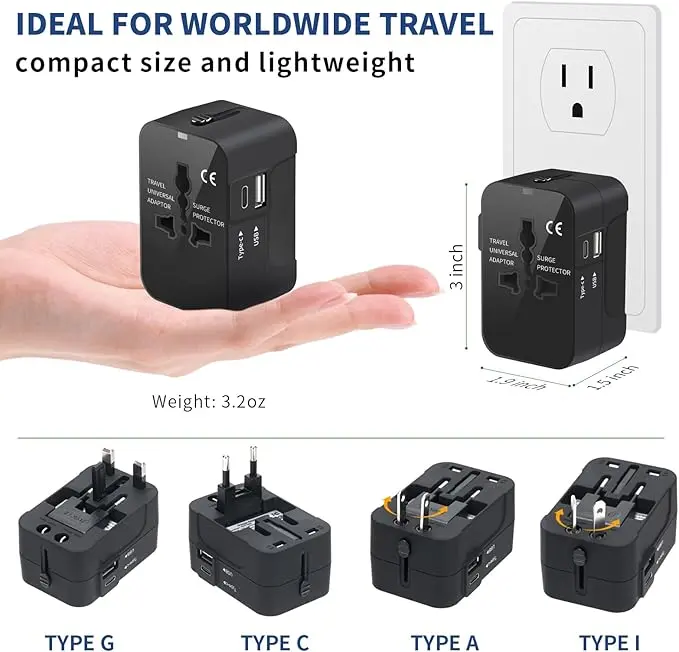 IDEAL FOR WORLDWIDE TRAVEL
compact size and lightweight
TRAVEL
UNIVERSAL
ADAPTOR
SURGE
PROTECTOR
CE
Type-c
USB
TRAVEL
UNIVERSAL
ADAPTOR
SURGE
PROTECTOR
CE
Type-c
USB
3 inch
1.9 inch
1.5 inch
Weight: 3.2oz
USB
Type-c
TYPE G
TYPE C
TYPE A
TYPE I